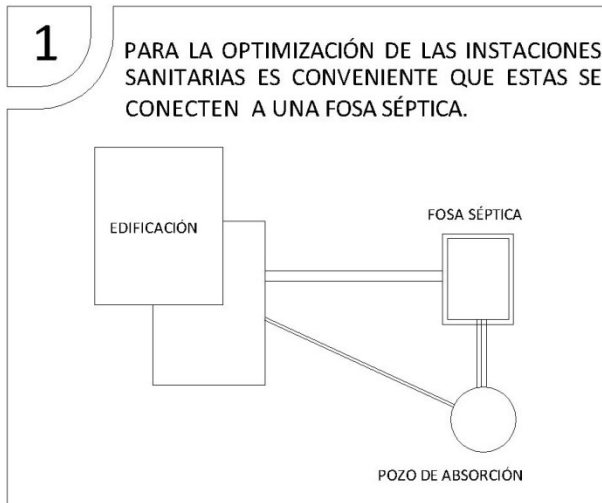 1
PARA LA OPTIMIZACIÓN DE LAS INSTACIONES
SANITARIAS ES CONVENIENTE QUE ESTAS SE
CONECTEN A UNA FOSA SÉPTICA.
EDIFICACIÓN
FOSA SÉPTICA
POZO DE ABSORCIÓN